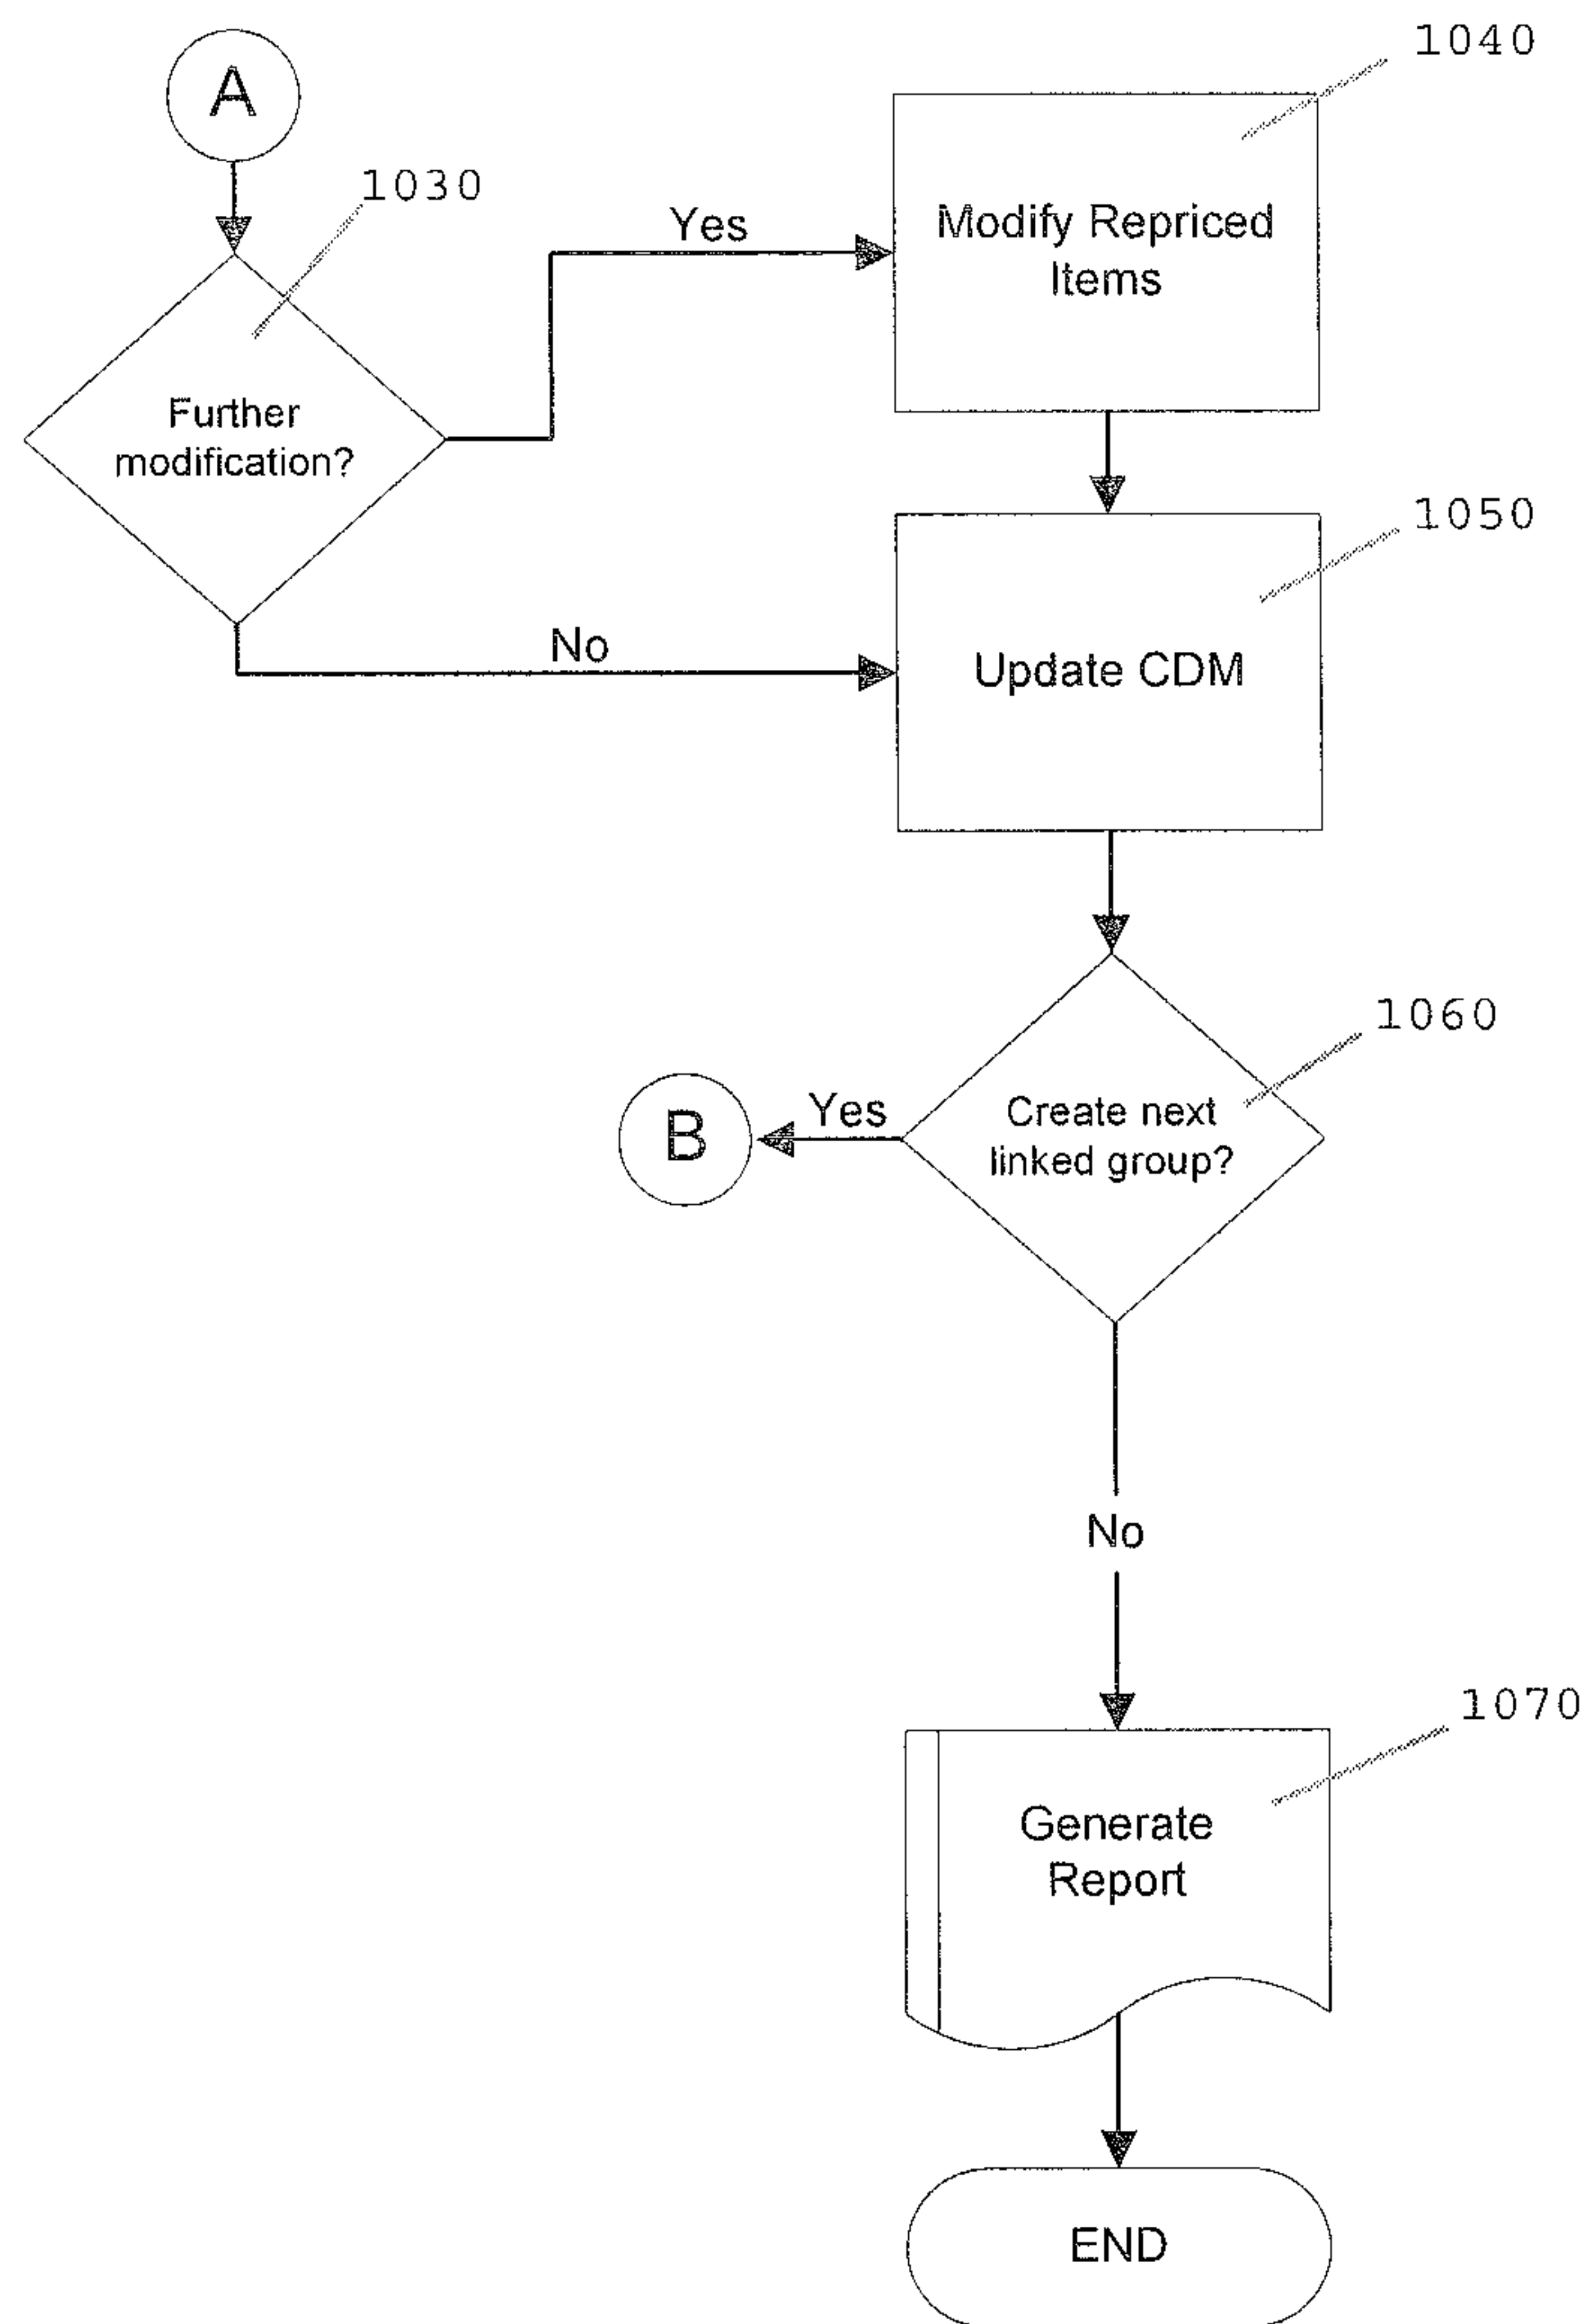 A
1030
1040
Yes
Modify Repriced
Items
Further
modification?
1050
No
Update CDM
1060
B
Yes
Create next
linked group?
No
1070
Generate
Report
END